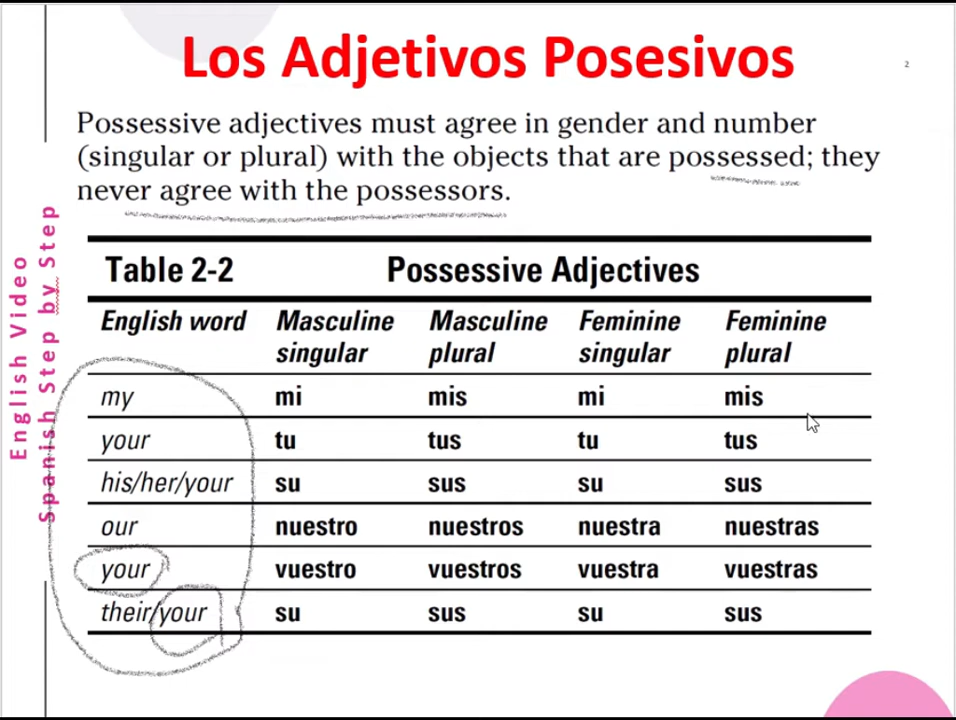 Los Adjetivos Posesivos
2
Possessive adjectives must agree in gender and number
(singular or plural) with the objects that are possessed; they
never agree with the possessors.
English Video
Spanish Step by Step
Table 2-2 Possessive Adjectives
English word Masculine singular Masculine plural Feminine singular Feminine plural
my mi mis mi mis
your tu tus tu tus
his/her/your su sus su sus
our nuestro nuestros nuestra nuestras
your vuestro vuestros vuestra vuestras
their/your su sus su sus